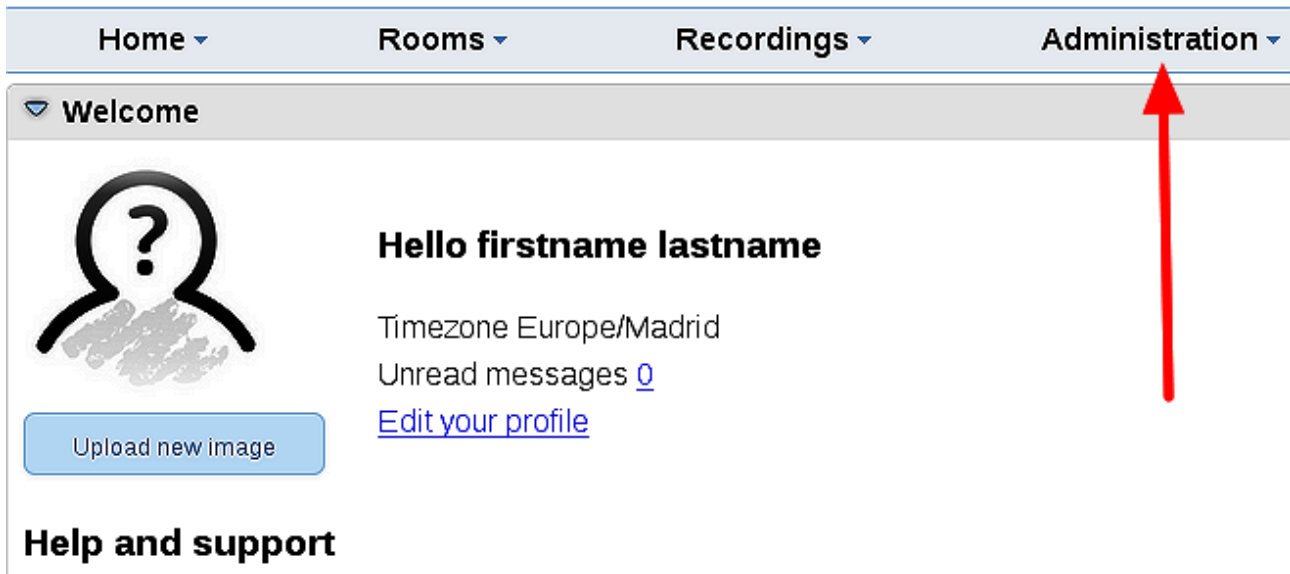 Home Rooms Recordings Administration
Welcome
?
Hello firstname lastname
Timezone Europe/Madrid
Unread messages 0
Edit your profile
Upload new image
Help and support